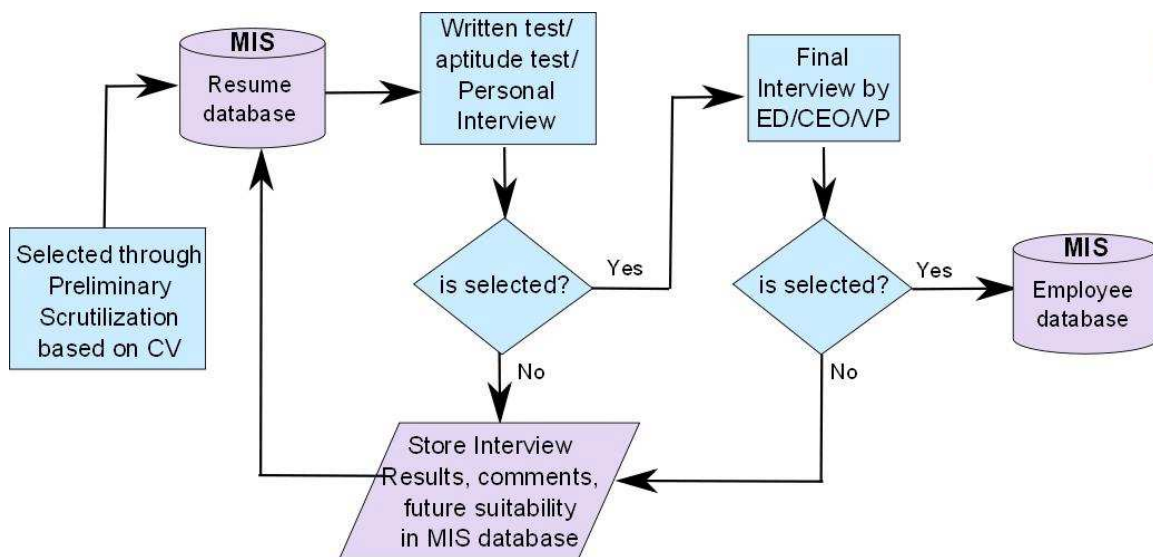 MIS
Resume
database
Written test/
aptitude test/
Personal
Interview
Final
Interview by
ED/CEO/VP
Selected through
Preliminary
Scrutilization
based on CV
is selected?
Yes
No
is selected?
Yes
No
MIS
Employee
database
Store Interview
Results, comments,
future suitability
in MIS database